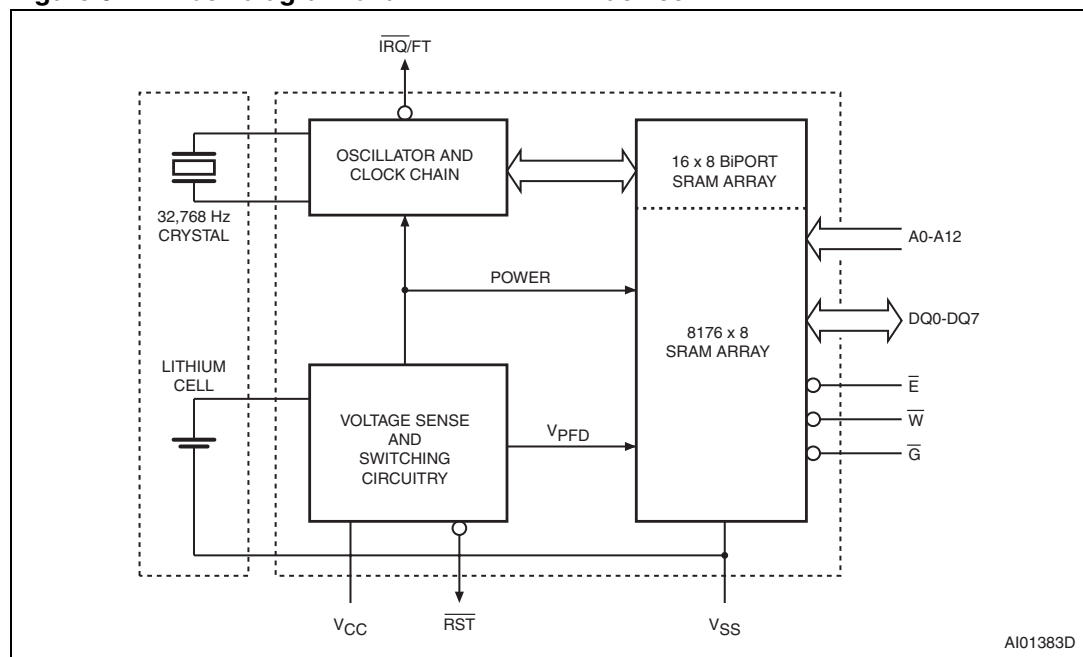 IRQ/FT
OSCILLATOR AND
CLOCK CHAIN
16 x 8 BiPORT
SRAM ARRAY
32,768 Hz
CRYSTAL
A0-A12
POWER
DQ0-DQ7
8176 x 8
SRAM ARRAY
LITHIUM
CELL
E
VOLTAGE SENSE
AND
SWITCHING
CIRCUITRY
VPFD
W
G
VCC
RST
VSS
AI01383D